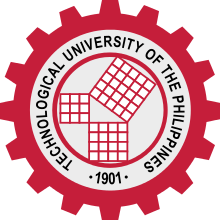 TECHNOLOGICAL UNIVERSITY OF THE PHILIPPINES
· 1901 ·